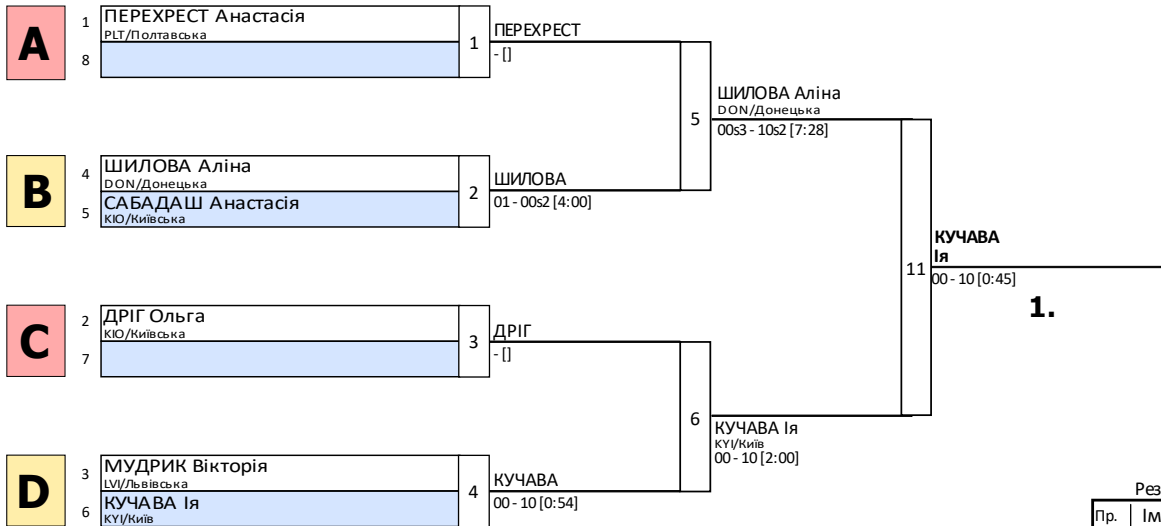 A
1 ПЕРЕХРЕСТ Анастасія
PLT/Полтавська
8
1
ПЕРЕХРЕСТ
- []
B
4 ШИЛОВА Аліна
DON/Донецька
5 САБАДАШ Анастасія
KIO/Київська
2
ШИЛОВА
01 - 00s2 [4:00]
5
ШИЛОВА Аліна
DON/Донецька
00s3 - 10s2 [7:28]
C
2 ДРІГ Ольга
KIO/Київська
7
3
ДРІГ
- []
D
3 МУДРИК Вікторія
LVI/Львівська
6 КУЧАВА Ія
KYI/Київ
4
КУЧАВА
00 - 10 [0:54]
6
КУЧАВА Ія
KYI/Київ
00 - 10 [2:00]
11
КУЧАВА
Ія
00 - 10 [0:45]
1.
Рез
Пр. Ім